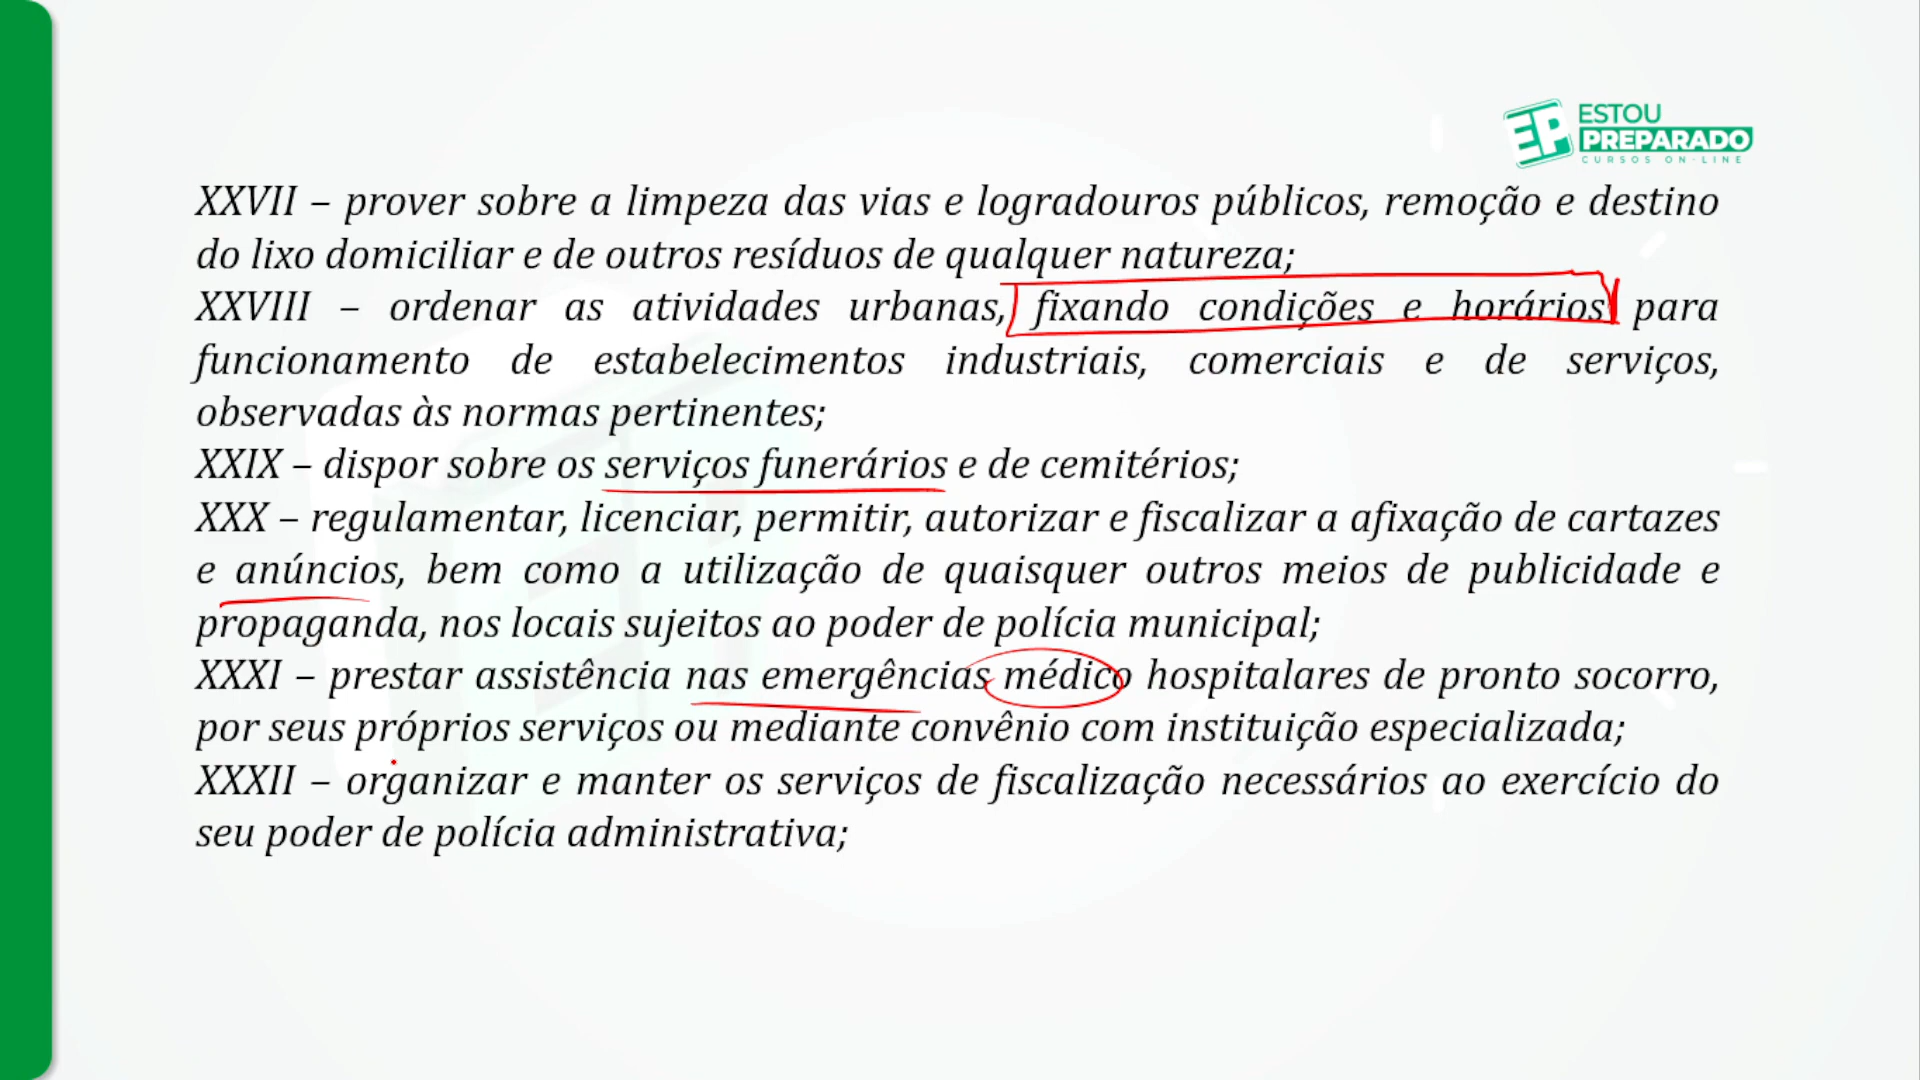 ESTOU
EP PREPARADO
CURSOS ON-LINE
XXVII – prover sobre a limpeza das vias e logradouros públicos, remoção e destino
do lixo domiciliar e de outros resíduos de qualquer natureza;
XXVIII – ordenar as atividades urbanas, fixando condições e horários para
funcionamento de estabelecimentos industriais, comerciais e de serviços,
observadas às normas pertinentes;
XXIX – dispor sobre os serviços funerários e de cemitérios;
XXX – regulamentar, licenciar, permitir, autorizar e fiscalizar a afixação de cartazes
e anúncios, bem como a utilização de quaisquer outros meios de publicidade e
propaganda, nos locais sujeitos ao poder de polícia municipal;
XXXI – prestar assistência nas emergências médico hospitalares de pronto socorro,
por seus próprios serviços ou mediante convênio com instituição especializada;
XXXII – organizar e manter os serviços de fiscalização necessários ao exercício do
seu poder de polícia administrativa;